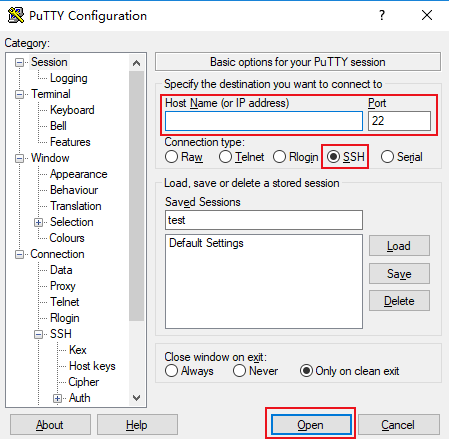 PuTTY Configuration
?
Category:
Session
Logging
Terminal
Keyboard
Bell
Features
Window
Appearance
Behaviour
Translation
Selection
Colours
Connection
Data
Proxy
Telnet
Rlogin
SSH
Kex
Host keys
Cipher
Auth
Basic options for your PuTTY session
Specify the destination you want to connect to
Host Name (or IP address) Port
22
Connection type:
Raw Telnet Rlogin SSH Serial
Load, save or delete a stored session
Saved Sessions
test
Default Settings
Load
Save
Delete
Close window on exit:
Always Never Only on clean exit
About Help Open Cancel